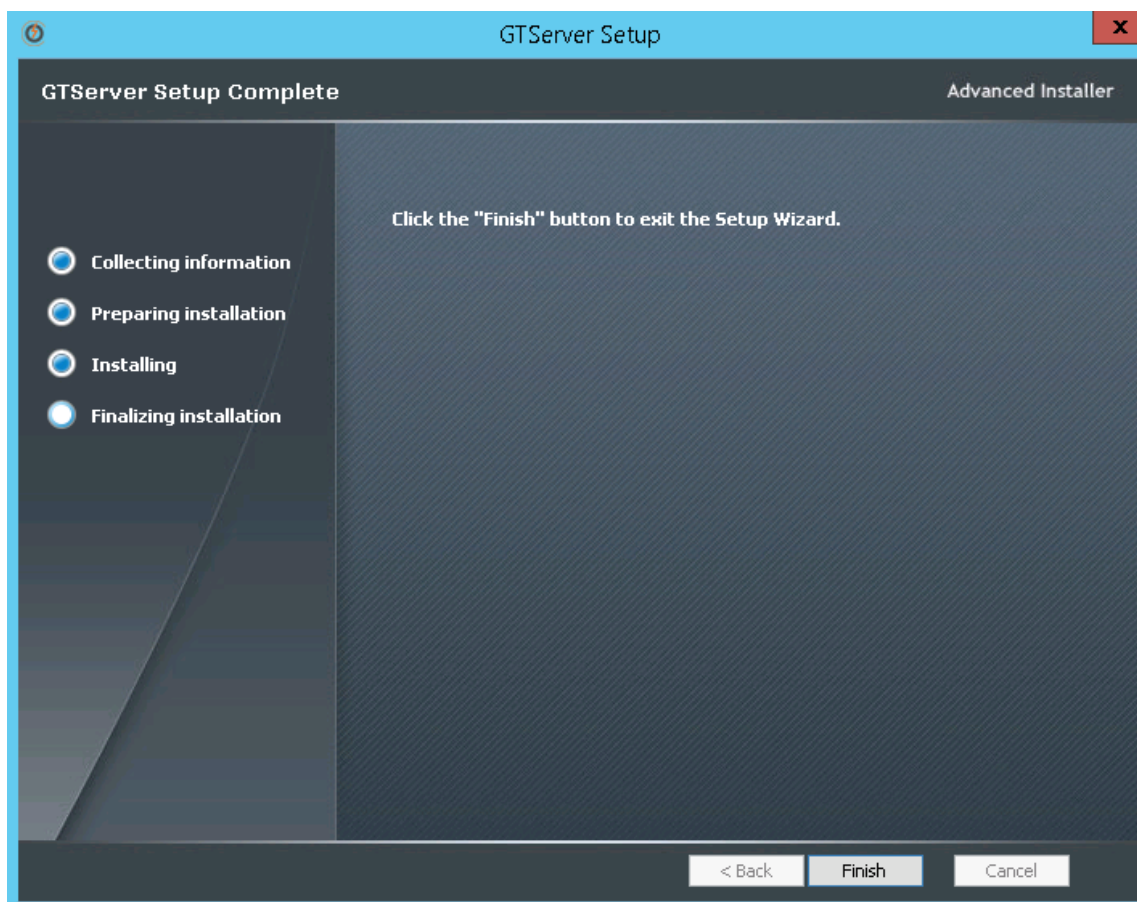 GTServer Setup
x
GTServer Setup Complete
Advanced Installer
Click the "Finish" button to exit the Setup Wizard.
Collecting information
Preparing installation
Installing
Finalizing installation
< Back
Finish
Cancel